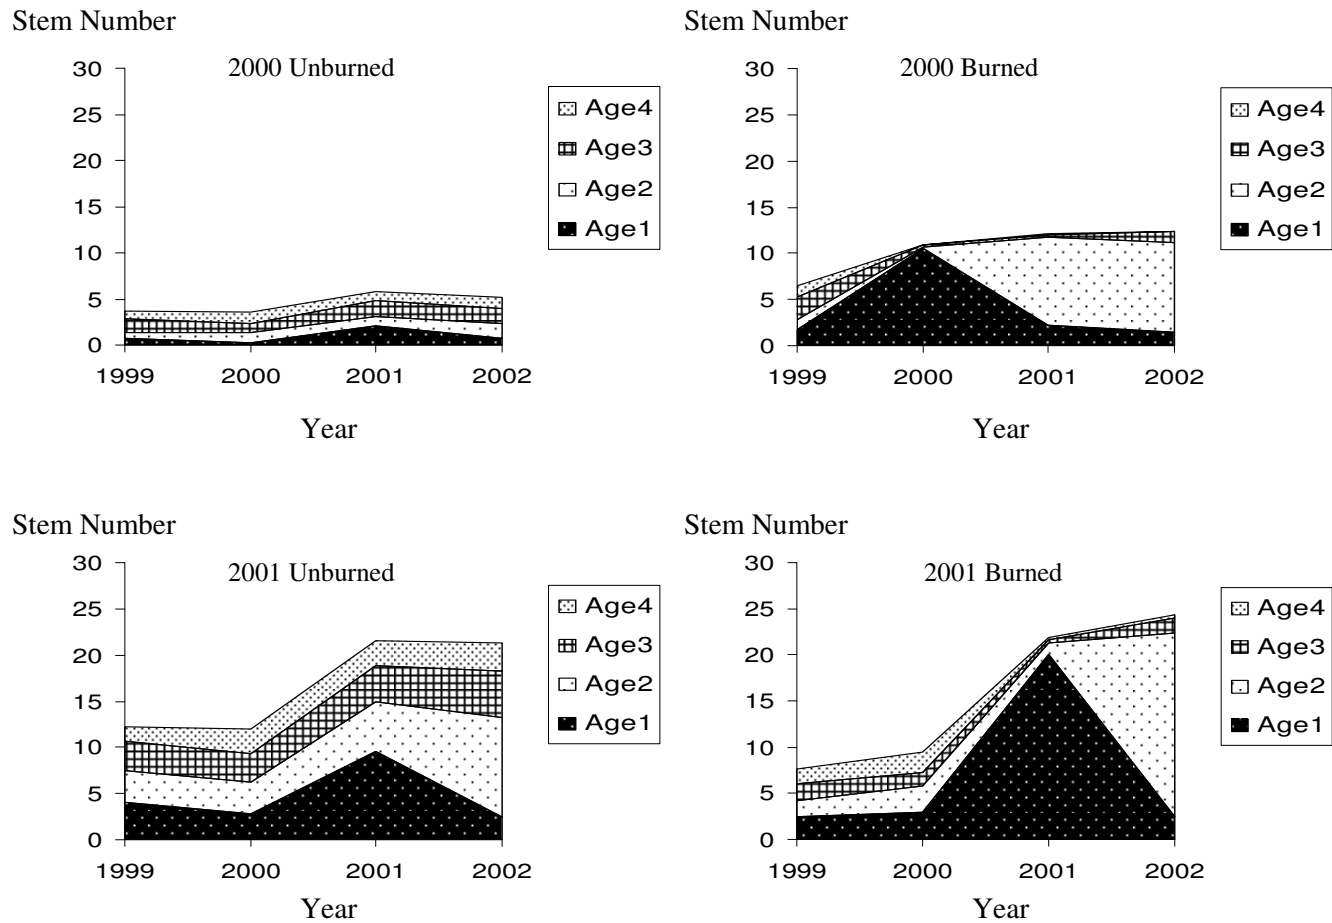 Stem Number
2000 Unburned
30
25
20
15
10
5
0
1999 2000 2001 2002
Year
Age4
Age3
Age2
Age1
Stem Number
2000 Burned
30
25
20
15
10
5
0
1999 2000 2001 2002
Year
Age4
Age3
Age2
Age1
Stem Number
2001 Unburned
30
25
20
15
10
5
0
1999 2000 2001 2002
Year
Age4
Age3
Age2
Age1
Stem Number
2001 Burned
30
25
20
15
10
5
0
1999 2000 2001 2002
Year
Age4
Age3
Age2
Age1